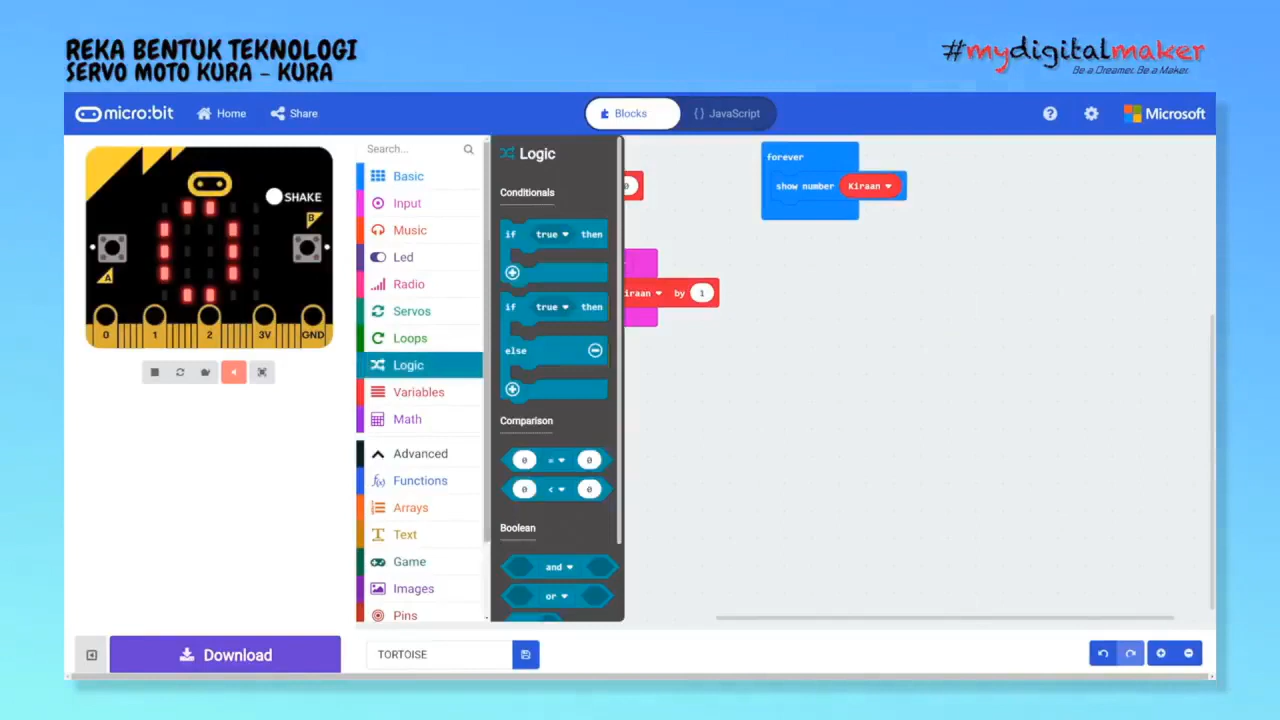 REKA BENTUK TEKNOLOGI
SERVO MOTO KURA - KURA
#mydigitalmaker
Be a Dreamer. Be a Maker.
micro:bit
Home
Share
Blocks
{ } JavaScript
?
Microsoft
SHAKE
A
B
0 1 2 3V GND
Download
Search...
Basic
Input
Music
Led
Radio
Servos
Loops
Logic
Variables
Math
Advanced
Functions
Arrays
Text
Game
Images
Pins
Logic
Conditionals
if true then
if true then
else
Comparison
0 = 0
0 < 0
Boolean
and
or
0
iraan by 1
forever
show number Kiraan
TORTOISE